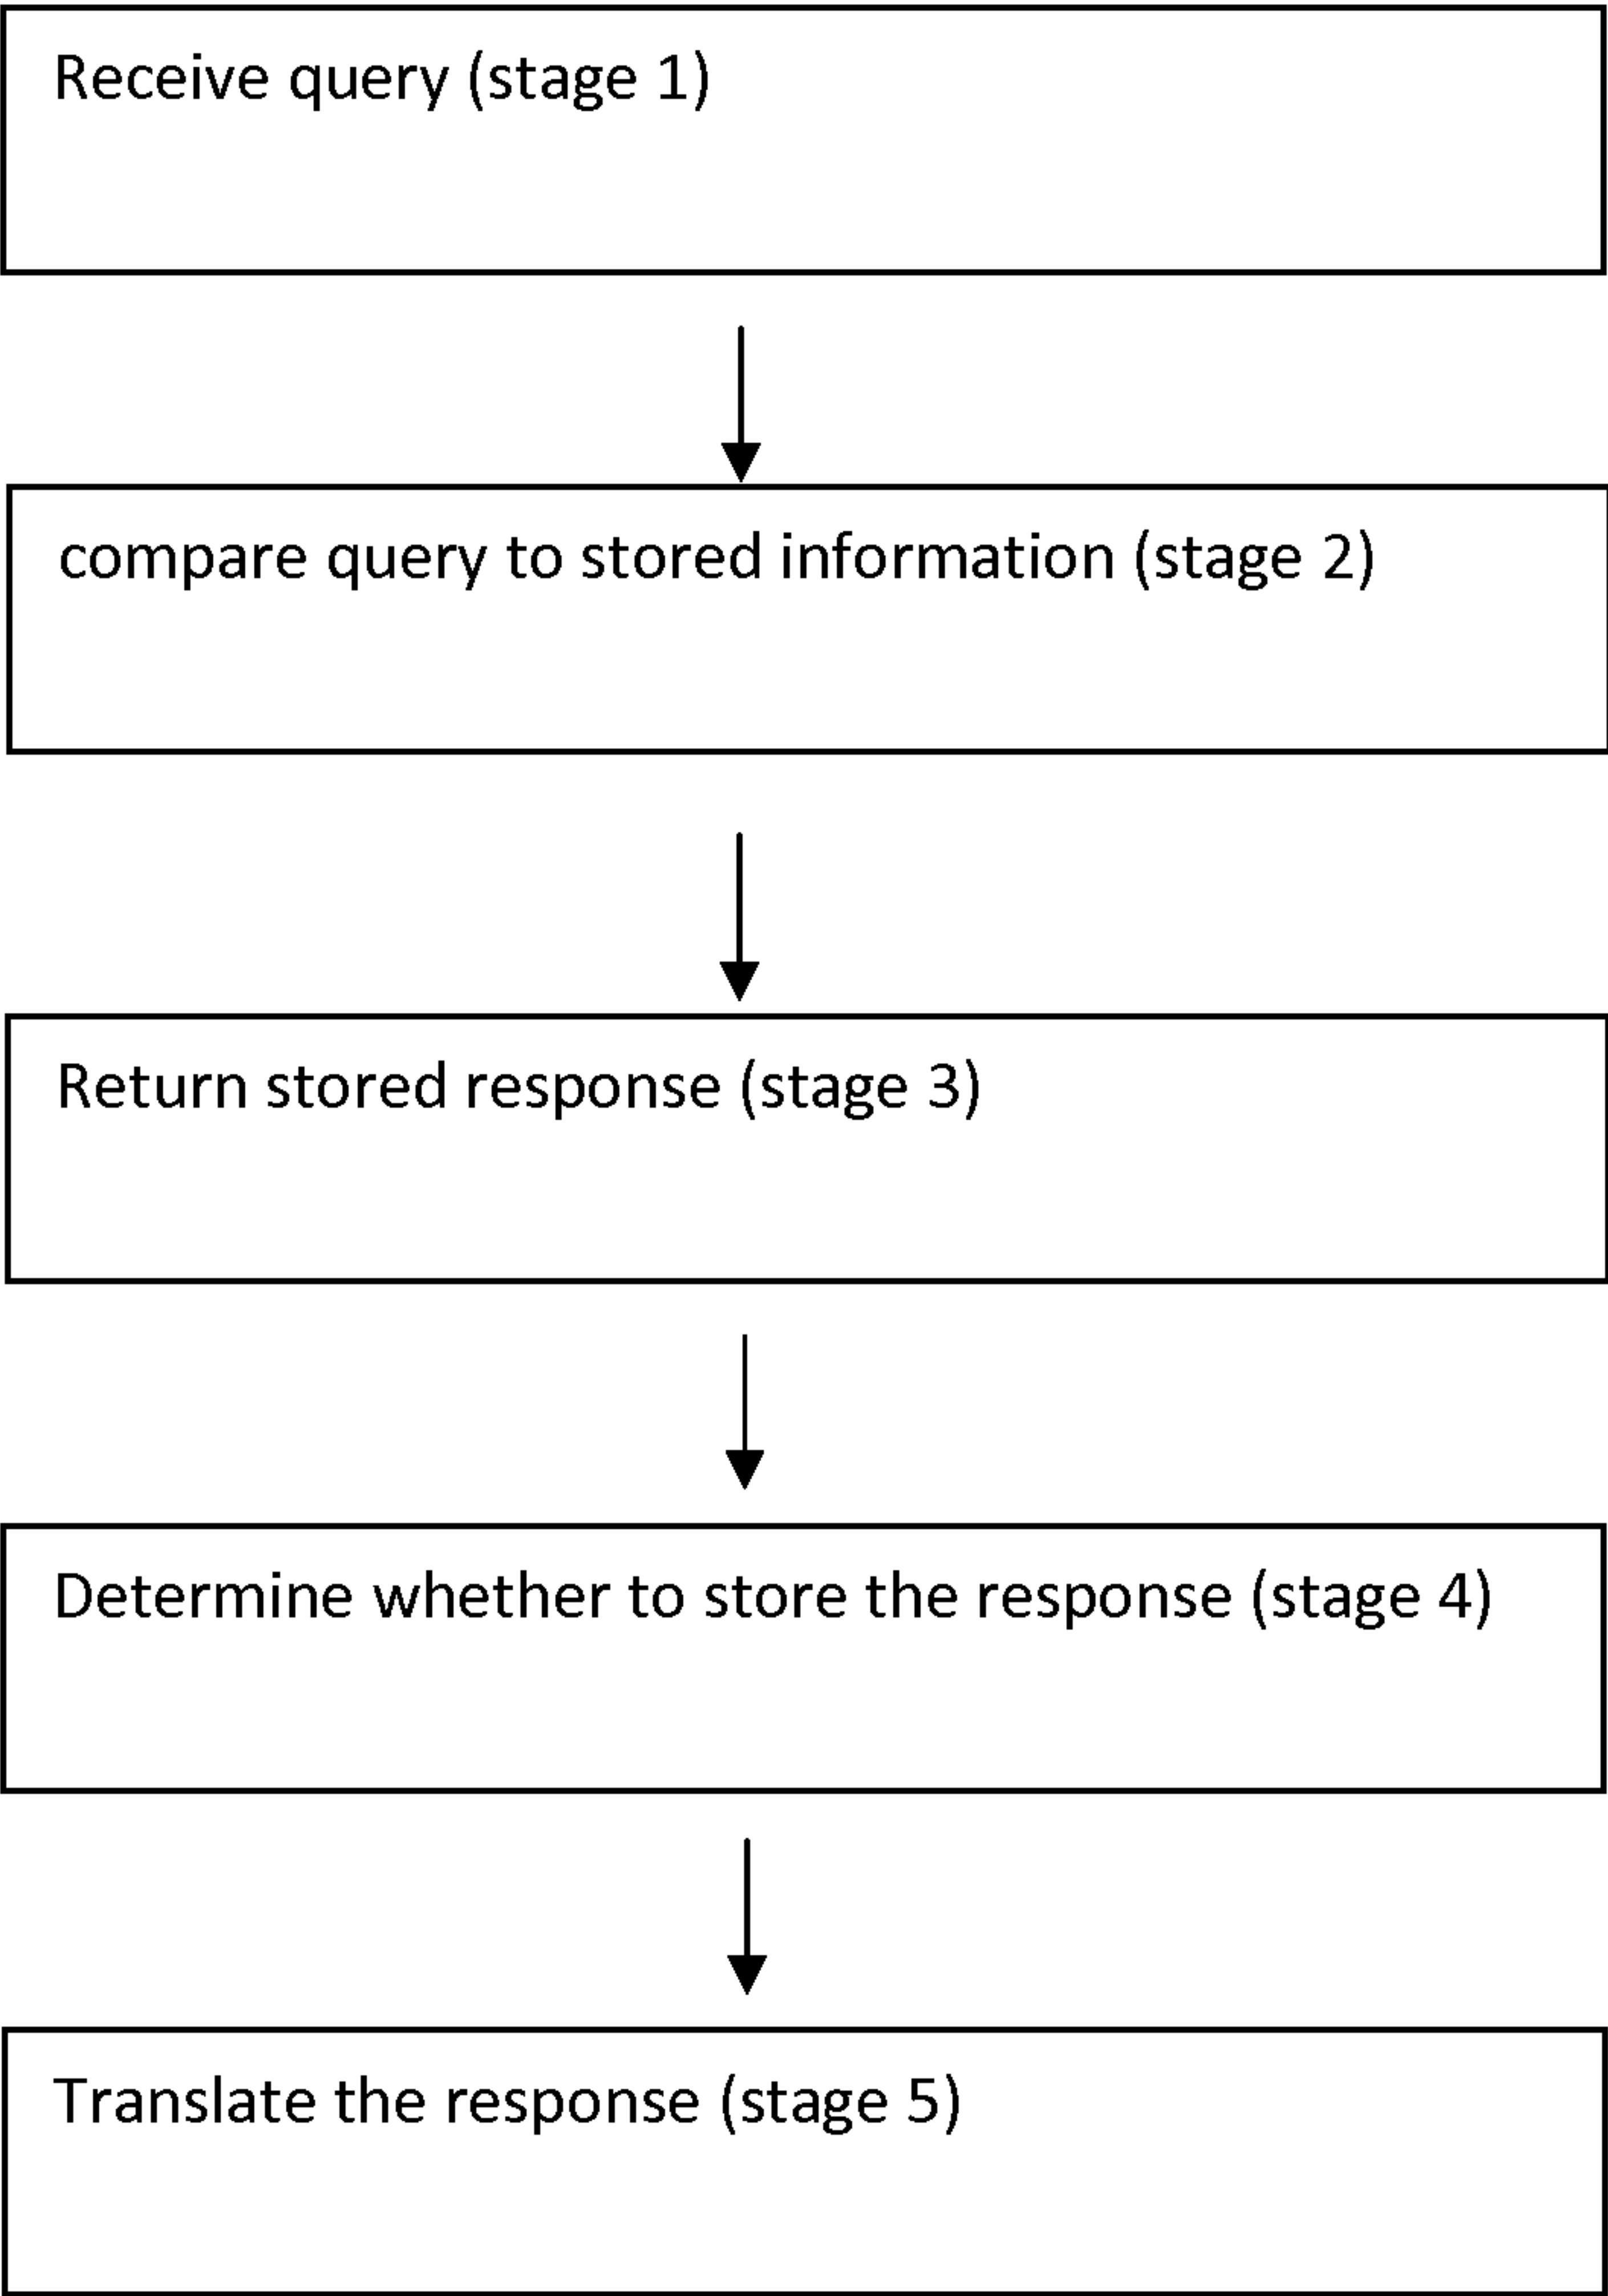 Receive query (stage 1)
compare query to stored information (stage 2)
Return stored response (stage 3)
Determine whether to store the response (stage 4)
Translate the response (stage 5)